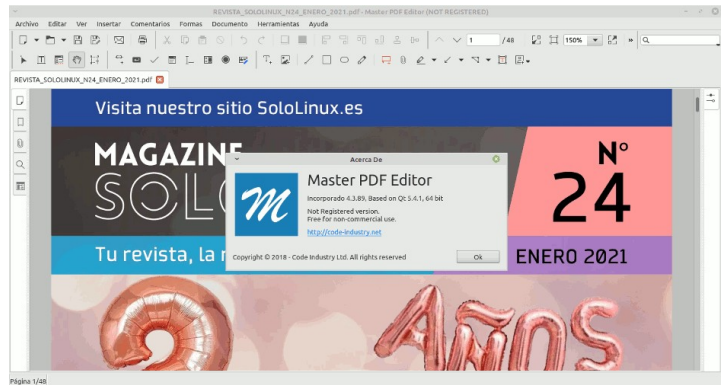 REVISTA_SOLOLINUX_N24_ENERO_2021.pdf - Master PDF Editor (NOT REGISTERED)
Archivo Editar Ver Insertar Comentarios Formas Documento Herramientas Ayuda
1 /48 150%
REVISTA_SOLOLINUX_N24_ENERO_2021.pdf
Visita nuestro sitio SoloLinux.es
MAGAZINE
SOL
N°
24
Tu revista, la r
ENERO 2021
Acerca De
Master PDF Editor
Incorporado 4.3.89, Based on Qt 5.4.1, 64 bit
Not Registered version.
Free for non-commercial use.
http://code-industry.net
Copyright © 2018 - Code Industry Ltd. All rights reserved
Ok
2 AÑOS
Página 1/48